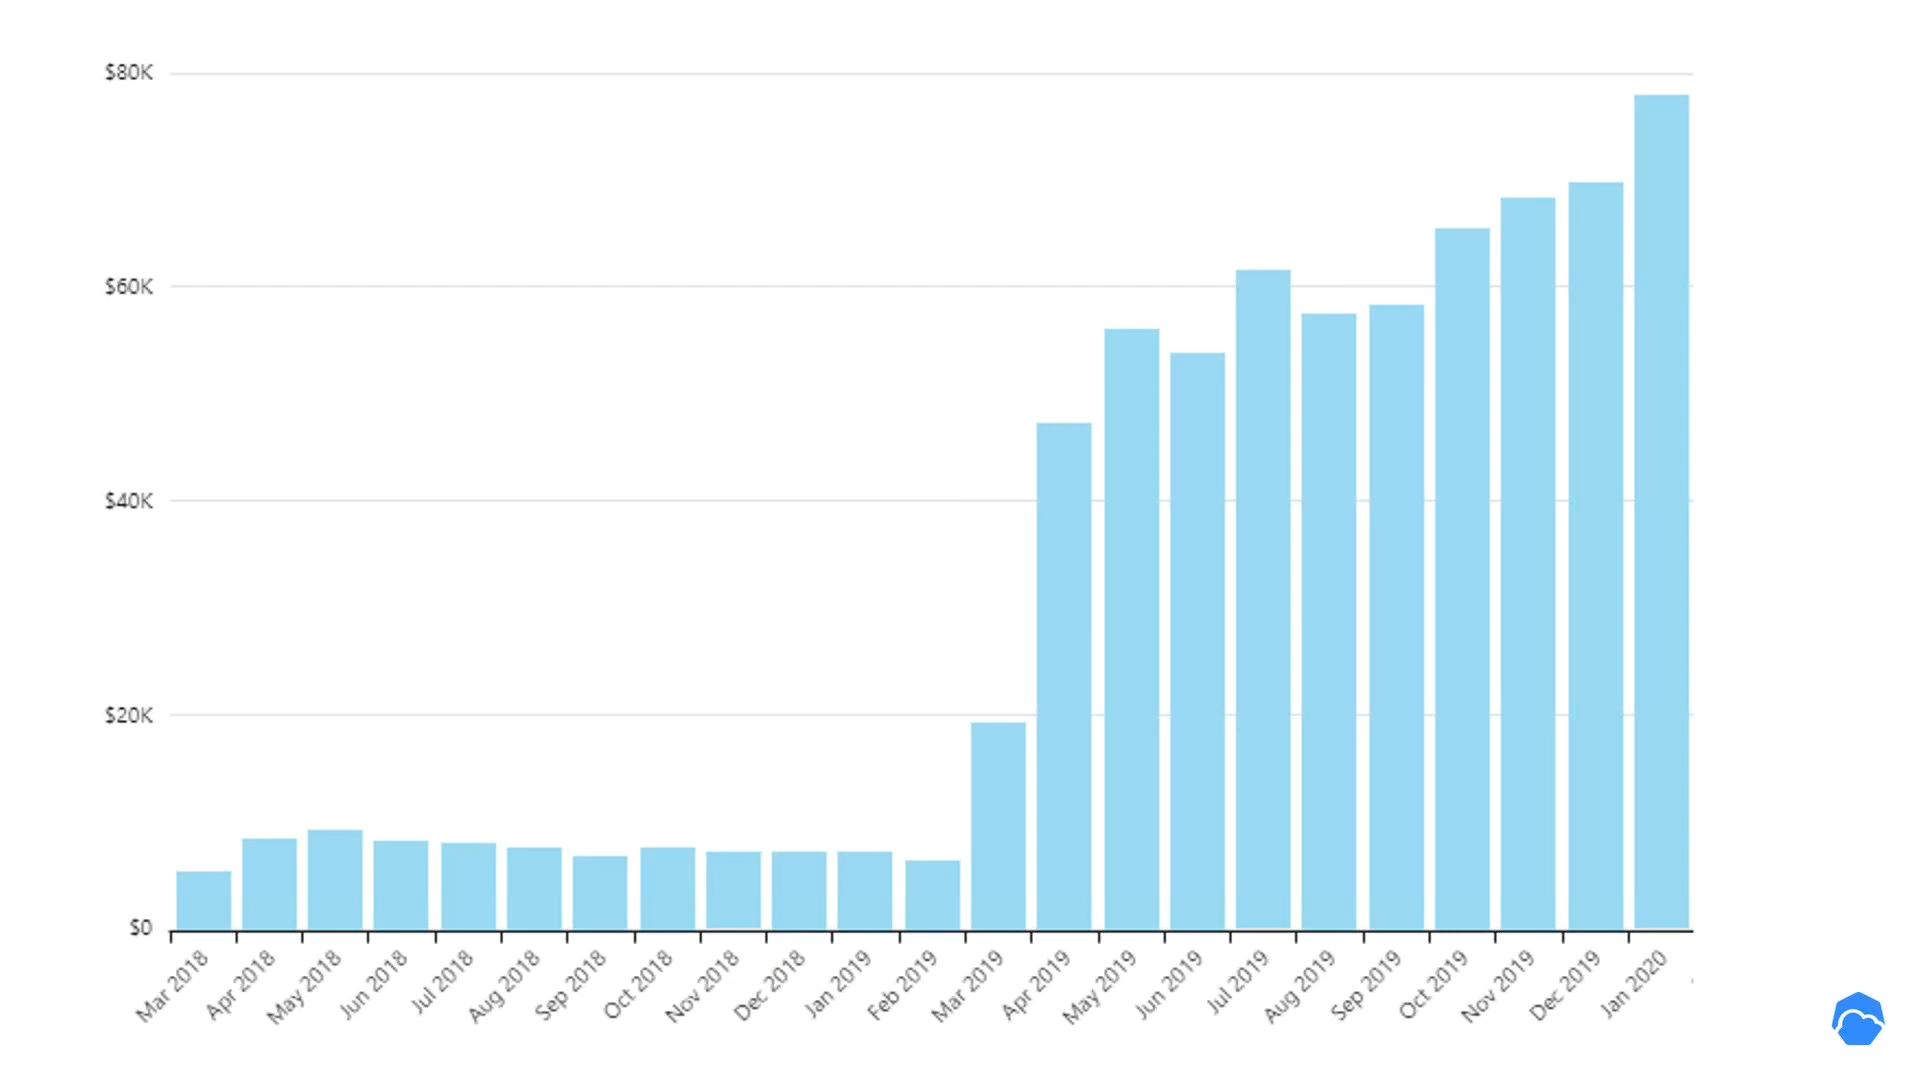 $80K
$60K
$40K
$20K
$0
Mar 2018
Apr 2018
May 2018
Jun 2018
Jul 2018
Aug 2018
Sep 2018
Oct 2018
Nov 2018
Dec 2018
Jan 2019
Feb 2019
Mar 2019
Apr 2019
May 2019
Jun 2019
Jul 2019
Aug 2019
Sep 2019
Oct 2019
Nov 2019
Dec 2019
Jan 2020